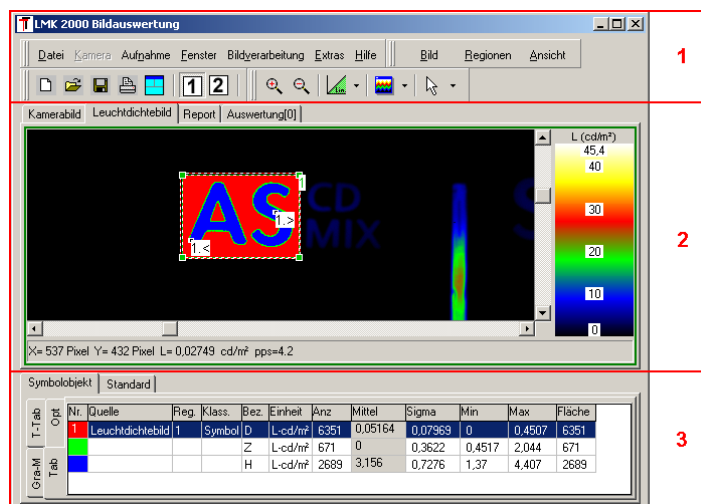 LMK 2000 Bildauswertung
Datei Kamera Aufnahme Fenster Bildverarbeitung Extras Hilfe Bild Regionen Ansicht
1
1 2 Lin
Kamerabild Leuchtdichtebild Report Auswertung[0]
L (cd/m²)
45,4
40
30
20
10
0
1
AS CD
MIX
S
1.>
1.<
2
X= 537 Pixel Y= 432 Pixel L= 0,02749 cd/m² pps=4.2
Symbolobjekt Standard
T-Tab Opt
Gra-M Tab
Nr. Quelle Reg. Klass. Bez. Einheit Anz Mittel Sigma Min Max Fläche
1 Leuchtdichtebild 1 Symbol D L-cd/m² 6351 0,05164 0,07969 0 0,4507 6351
Z L-cd/m² 671 0 0,3622 0,4517 2,044 671
H L-cd/m² 2689 3,156 0,7276 1,37 4,407 2689
3